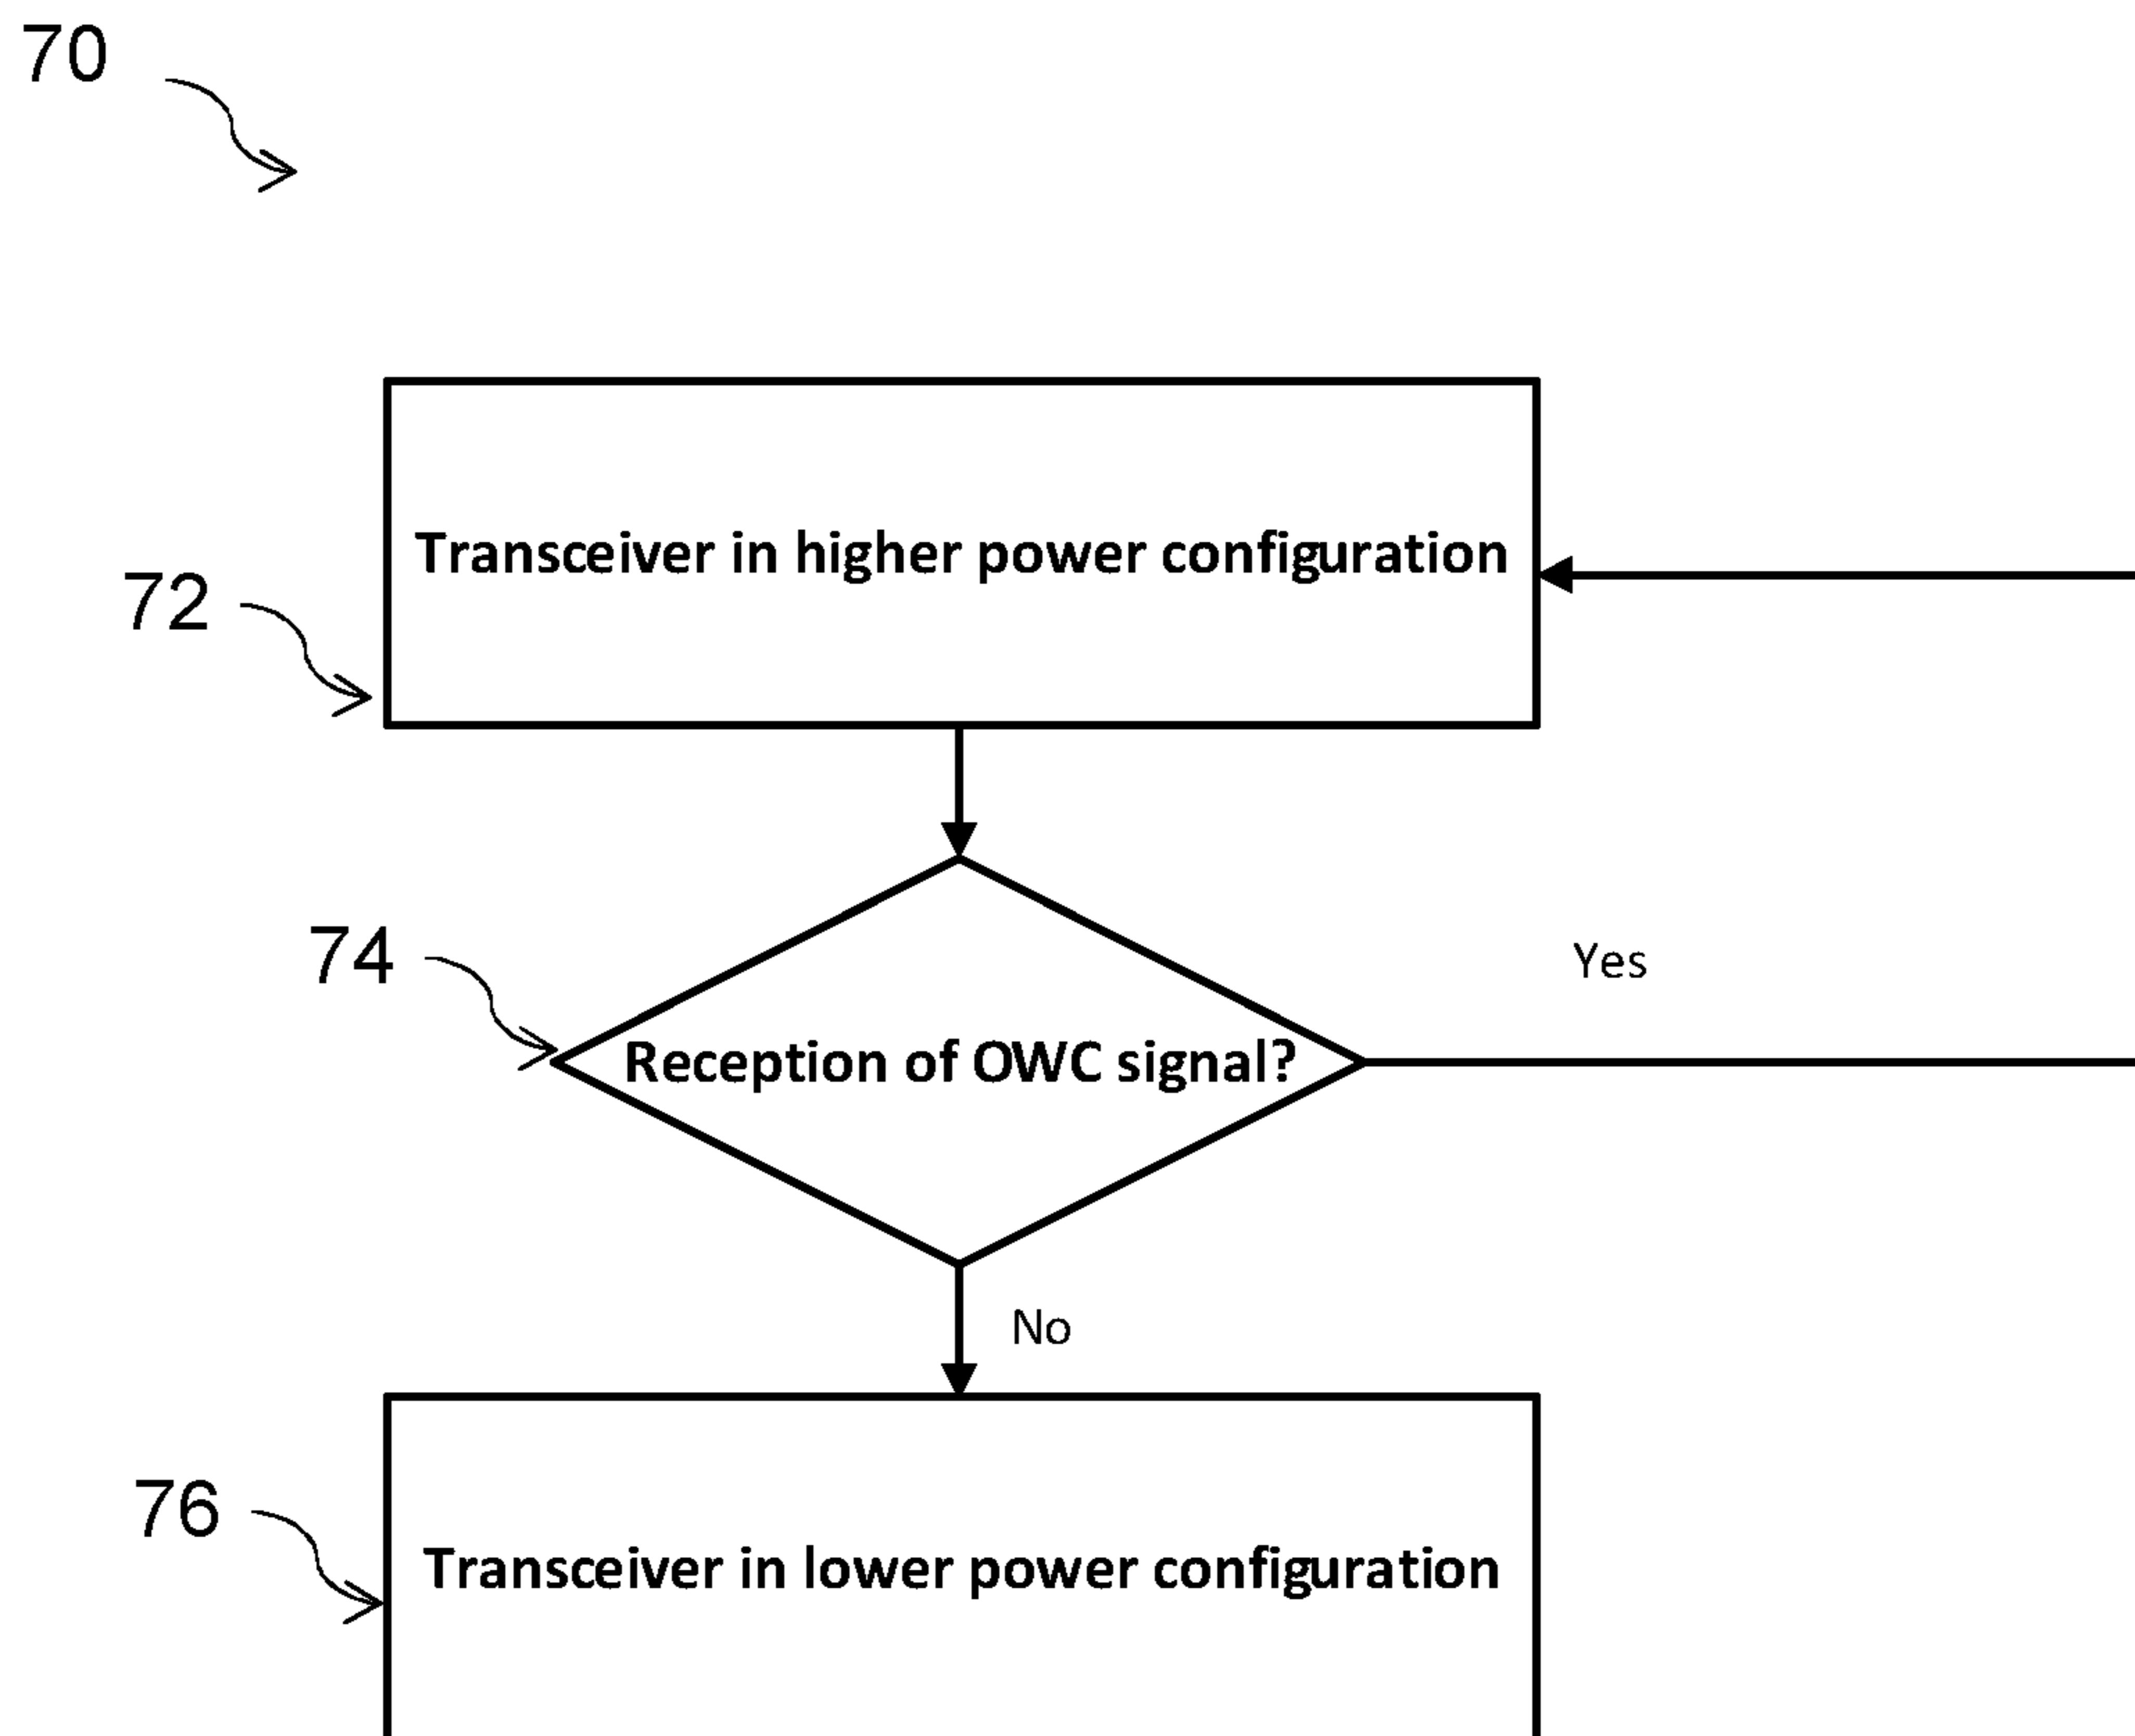 70
Transceiver in higher power configuration
72
74
Yes
Reception of OWC signal?
No
76
Transceiver in lower power configuration